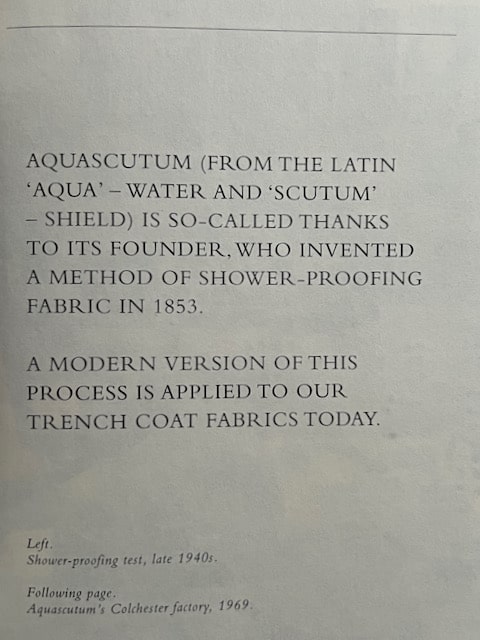 AQUASCUTUM (FROM THE LATIN
‘AQUA’ – WATER AND ‘SCUTUM’
– SHIELD) IS SO-CALLED THANKS
TO ITS FOUNDER, WHO INVENTED
A METHOD OF SHOWER-PROOFING
FABRIC IN 1853.
A MODERN VERSION OF THIS
PROCESS IS APPLIED TO OUR
TRENCH COAT FABRICS TODAY.
Left.
Shower-proofing test, late 1940s.
Following page.
Aquascutum's Colchester factory, 1969.